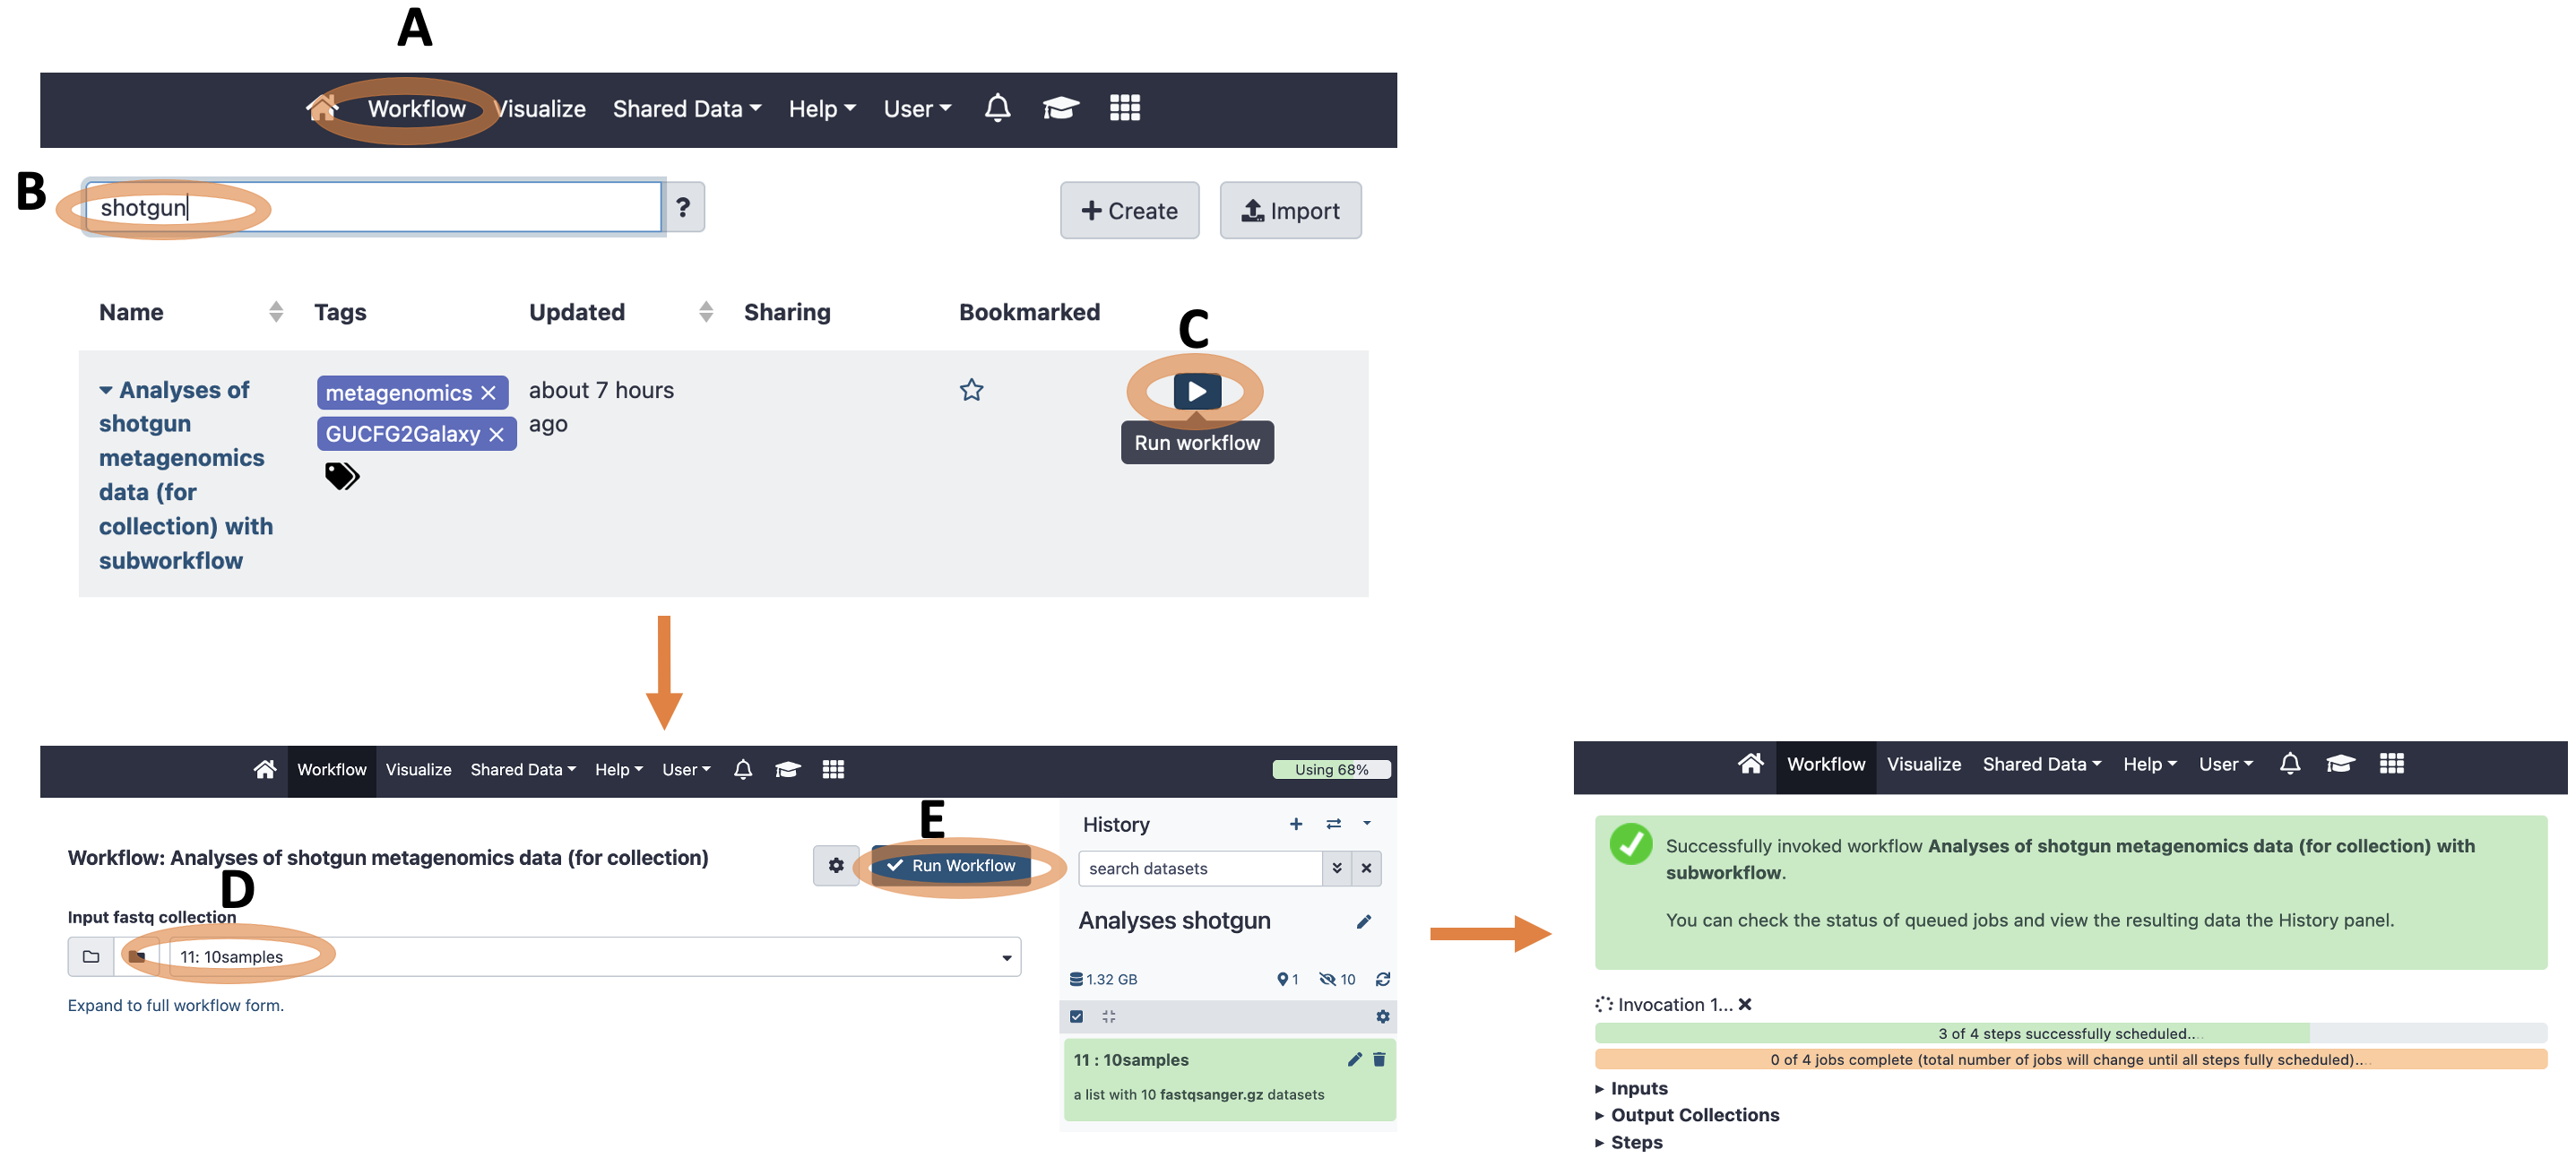 A
Workflow Visualize Shared Data Help User
B
shotgun
?
Create
Import
Name Tags Updated Sharing Bookmarked
C
Analyses of
shotgun
metagenomics
data (for
collection) with
subworkflow
metagenomics
GUCFG2Galaxy
about 7 hours
ago
Run workflow
Workflow Visualize Shared Data Help User
Using 68%
E
Workflow: Analyses of shotgun metagenomics data (for collection)
Run Workflow
D
Input fastq collection
11: 10samples
Expand to full workflow form.
History
search datasets
Analyses shotgun
1.32 GB
1
10
11 : 10samples
a list with 10 fastqsanger.gz datasets
Workflow Visualize Shared Data Help User
Successfully invoked workflow Analyses of shotgun metagenomics data (for collection) with
subworkflow.
You can check the status of queued jobs and view the resulting data the History panel.
Invocation 1...
3 of 4 steps successfully scheduled....
0 of 4 jobs complete (total number of jobs will change until all steps fully scheduled)....
Inputs
Output Collections
Steps